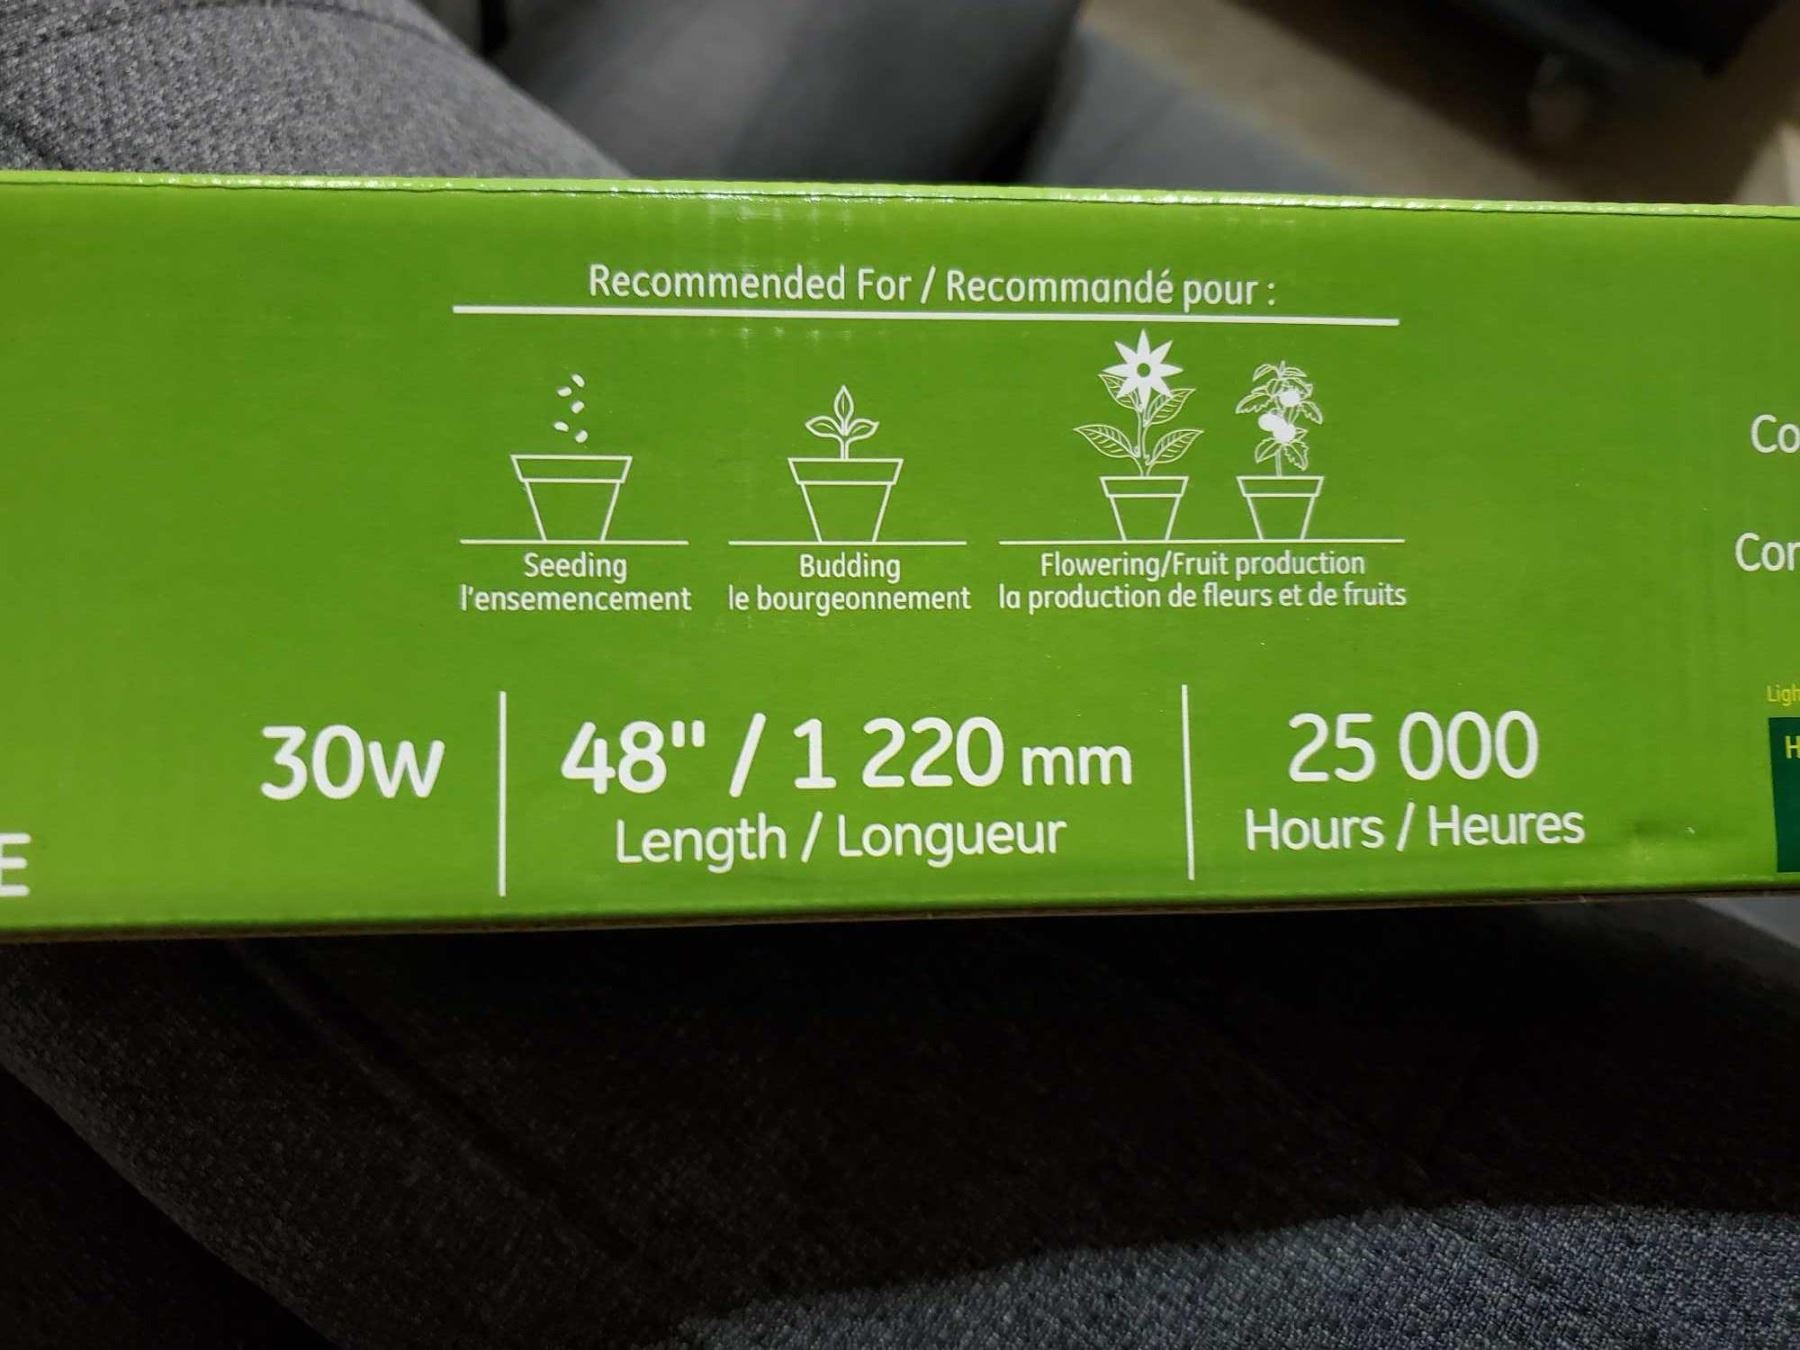 Recommended For / Recommandé pour :
Seeding
l'ensemencement
Budding
le bourgeonnement
Flowering/Fruit production
la production de fleurs et de fruits
30W
48" / 1 220 mm
Length / Longueur
25 000
Hours / Heures
E
Co
Cor
Ligh
H